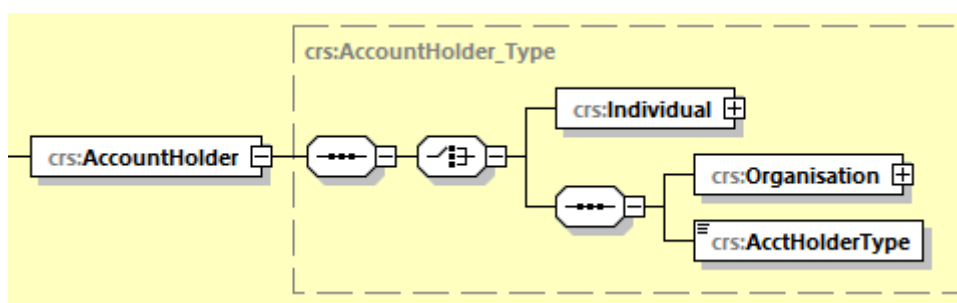 crs:AccountHolder_Type
crs:Individual
crs:AccountHolder
crs:Organisation
crs:AcctHolderType